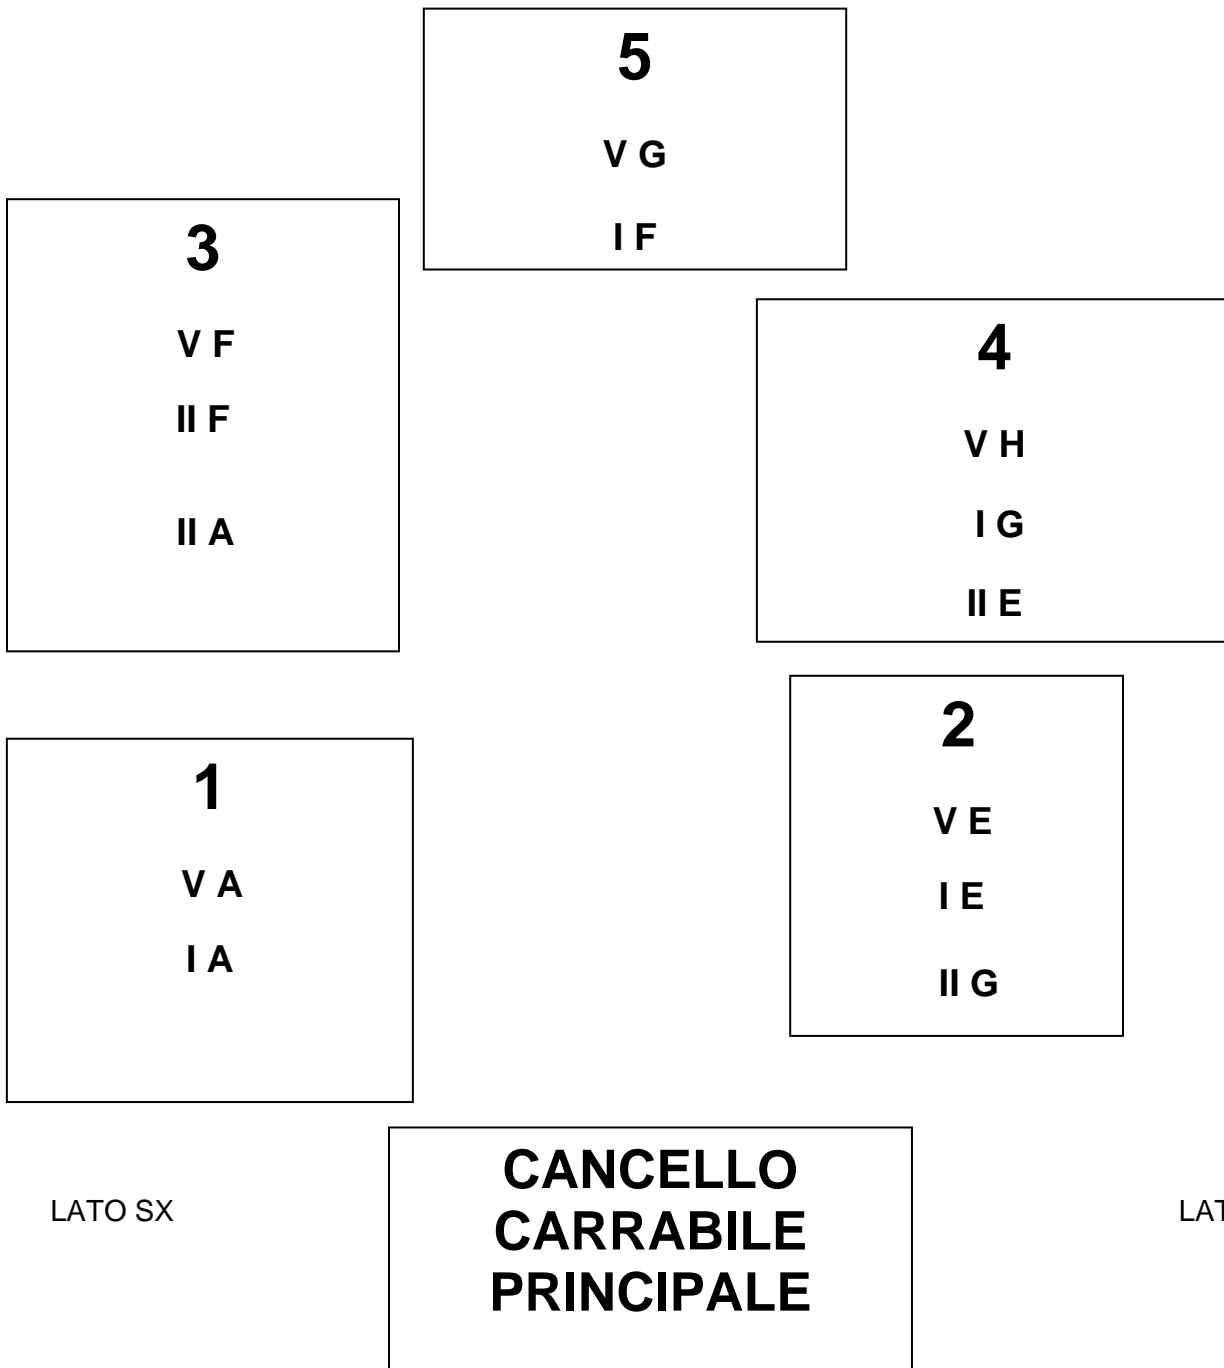 5
V G
I F
3
V F
II F
II A
4
V H
I G
II E
2
V E
I E
II G
1
V A
I A
CANCELLO
CARRABILE
PRINCIPALE
LATO SX